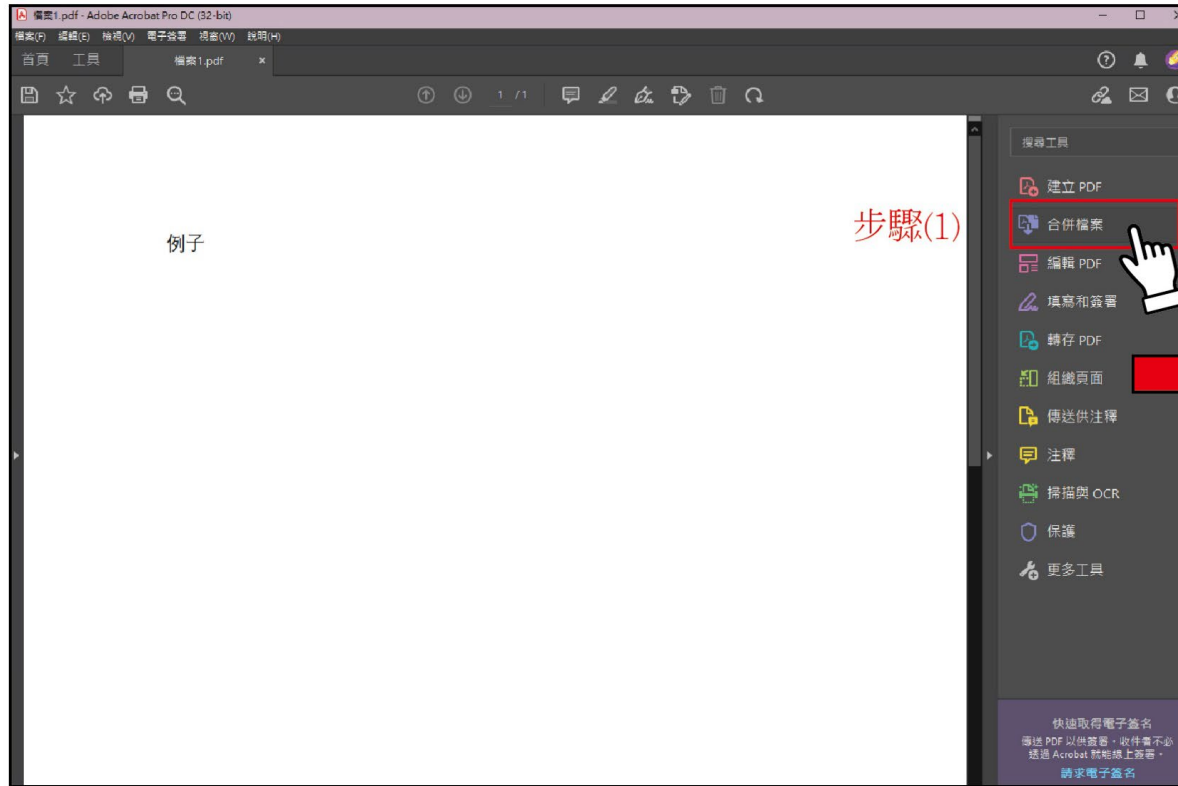 檔案1.pdf - Adobe Acrobat Pro DC (32-bit)
檔案(F) 編輯(E) 檢視(V) 電子簽署 視窗(W) 說明(H)
首頁 工具 檔案1.pdf ×
1 / 1
搜尋工具
建立 PDF
步驟(1)
合併檔案
例子
編輯 PDF
填寫和簽署
轉存 PDF
組織頁面
傳送供注釋
注釋
掃描與 OCR
保護
更多工具
快速取得電子簽名
傳送 PDF 以供簽署。收件者不必
透過 Acrobat 就能線上簽署。
請求電子簽名